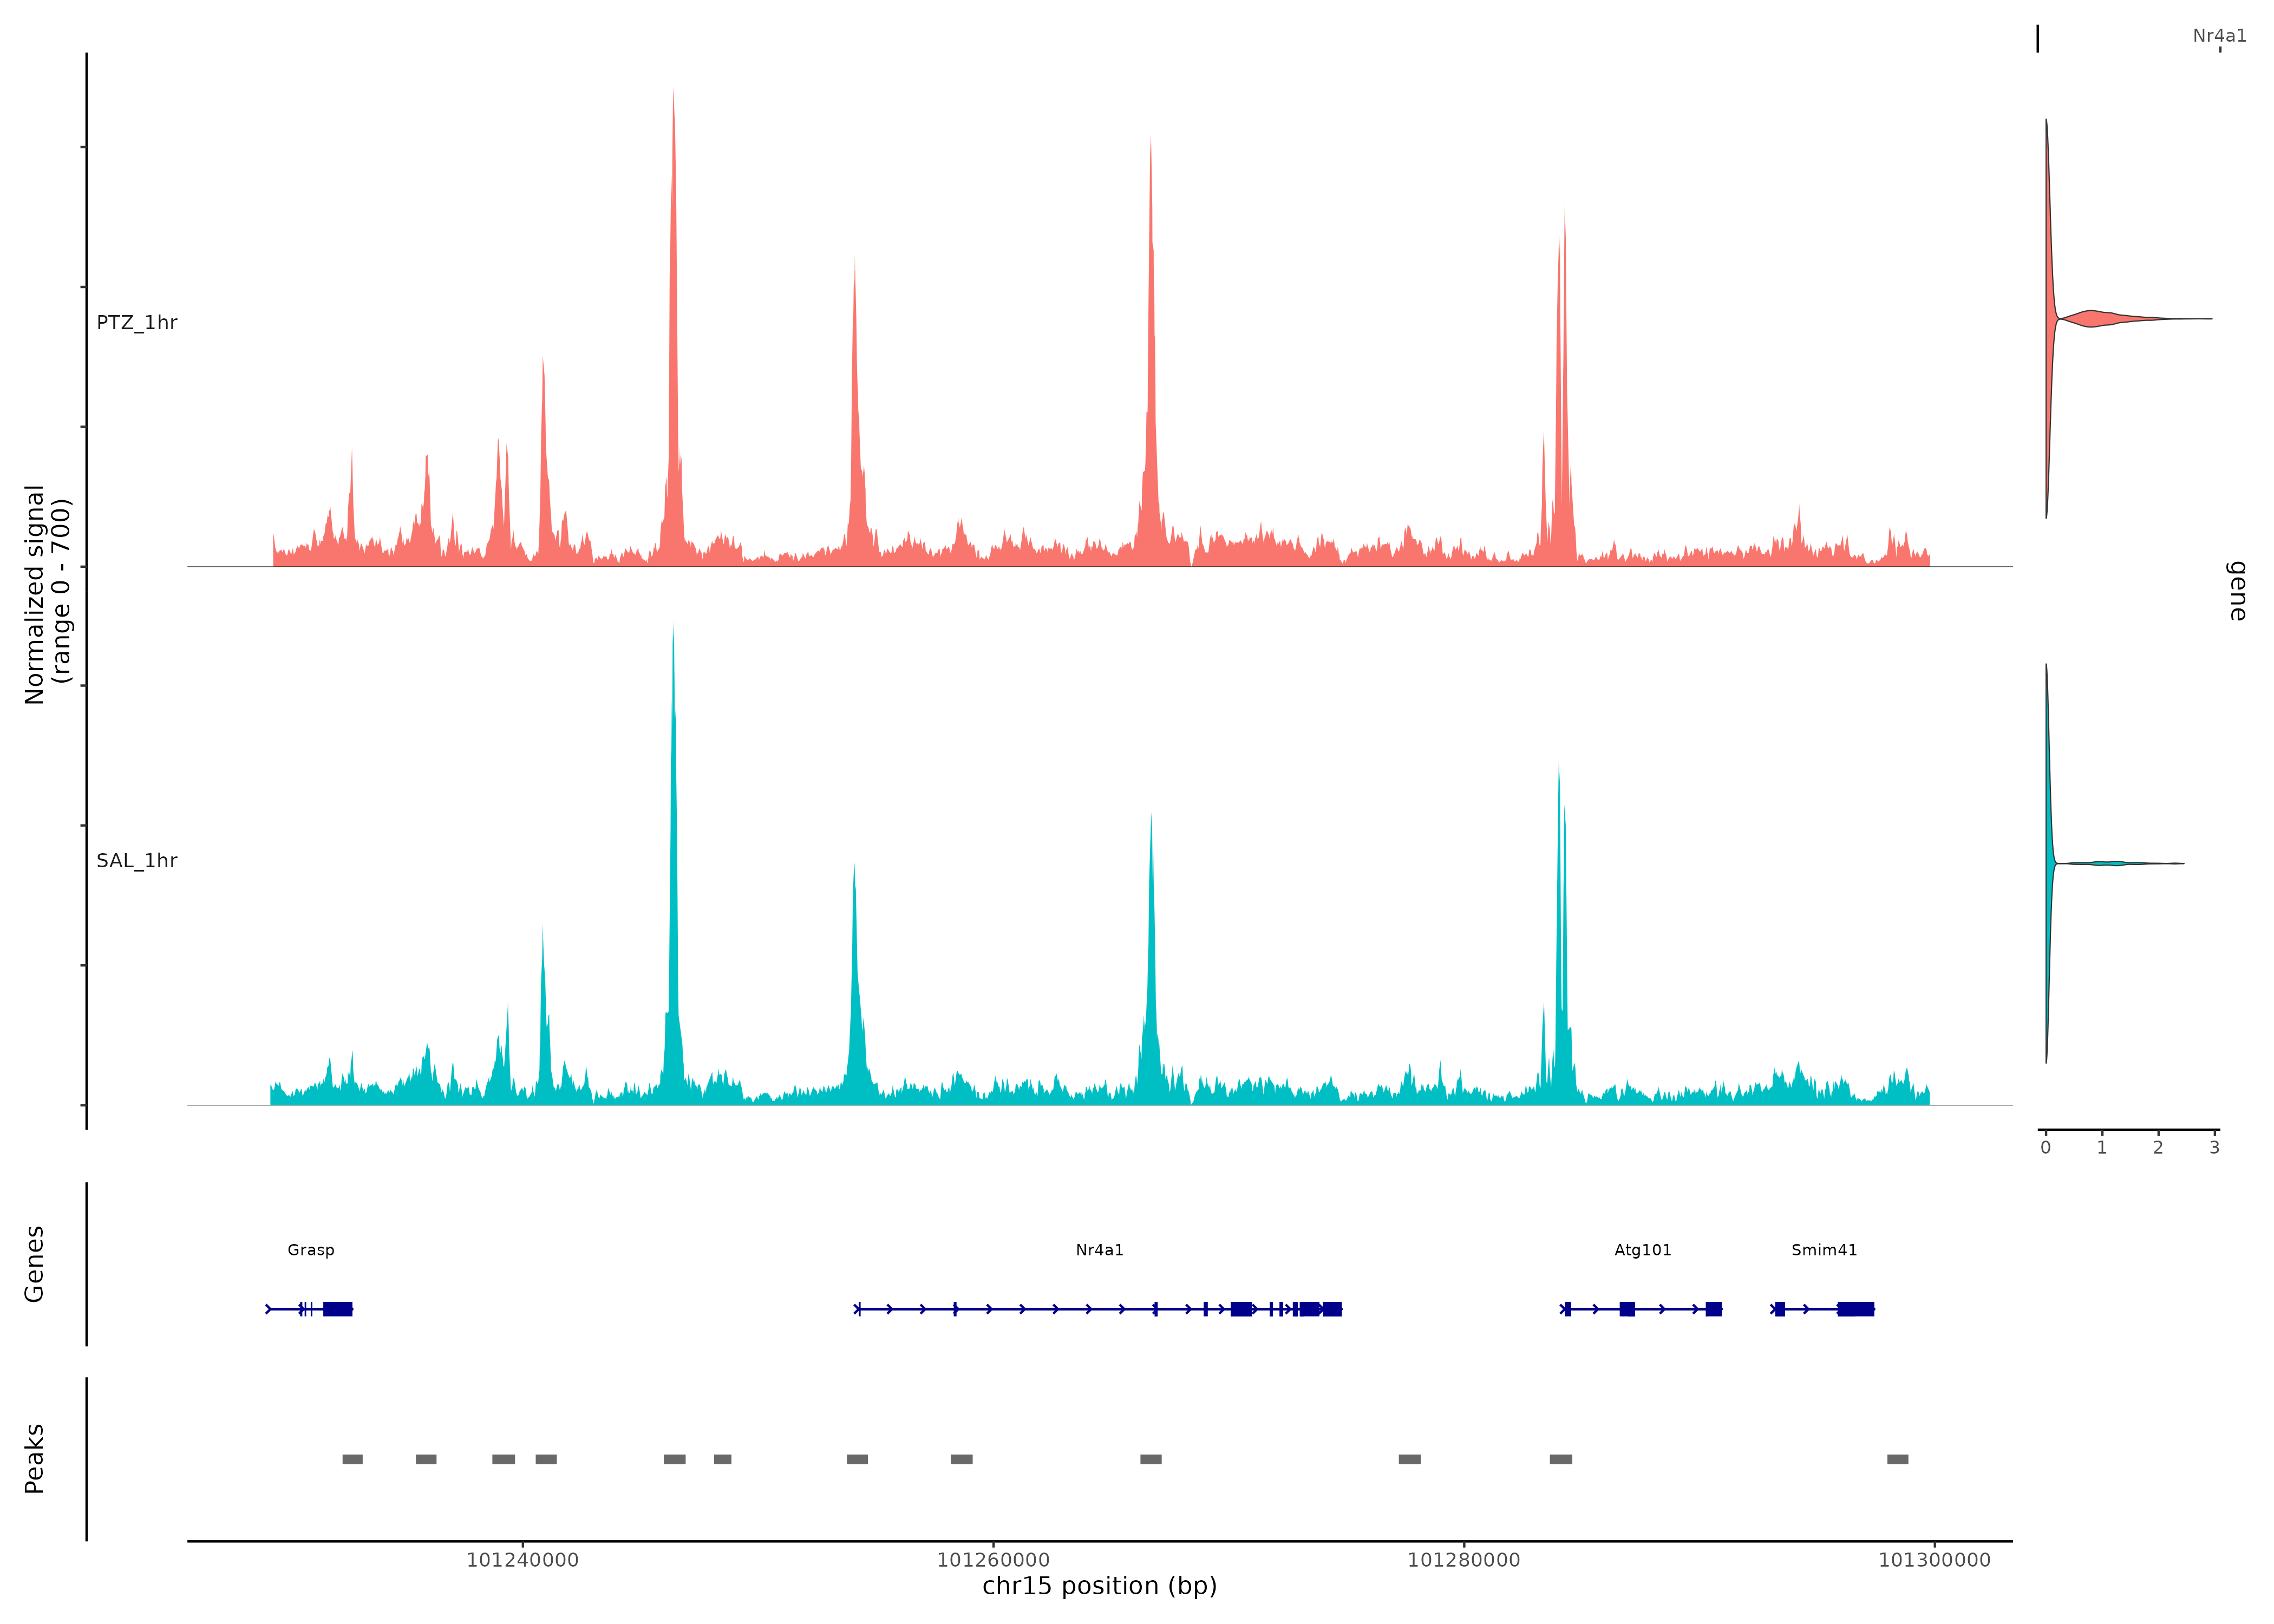 Nr4a1
Normalized signal
(range 0 - 700)
PTZ_1hr
SAL_1hr
gene
0 1 2 3
Genes
Grasp Nr4a1 Atg101 Smim41
Peaks
101240000 101260000 101280000 101300000
chr15 position (bp)